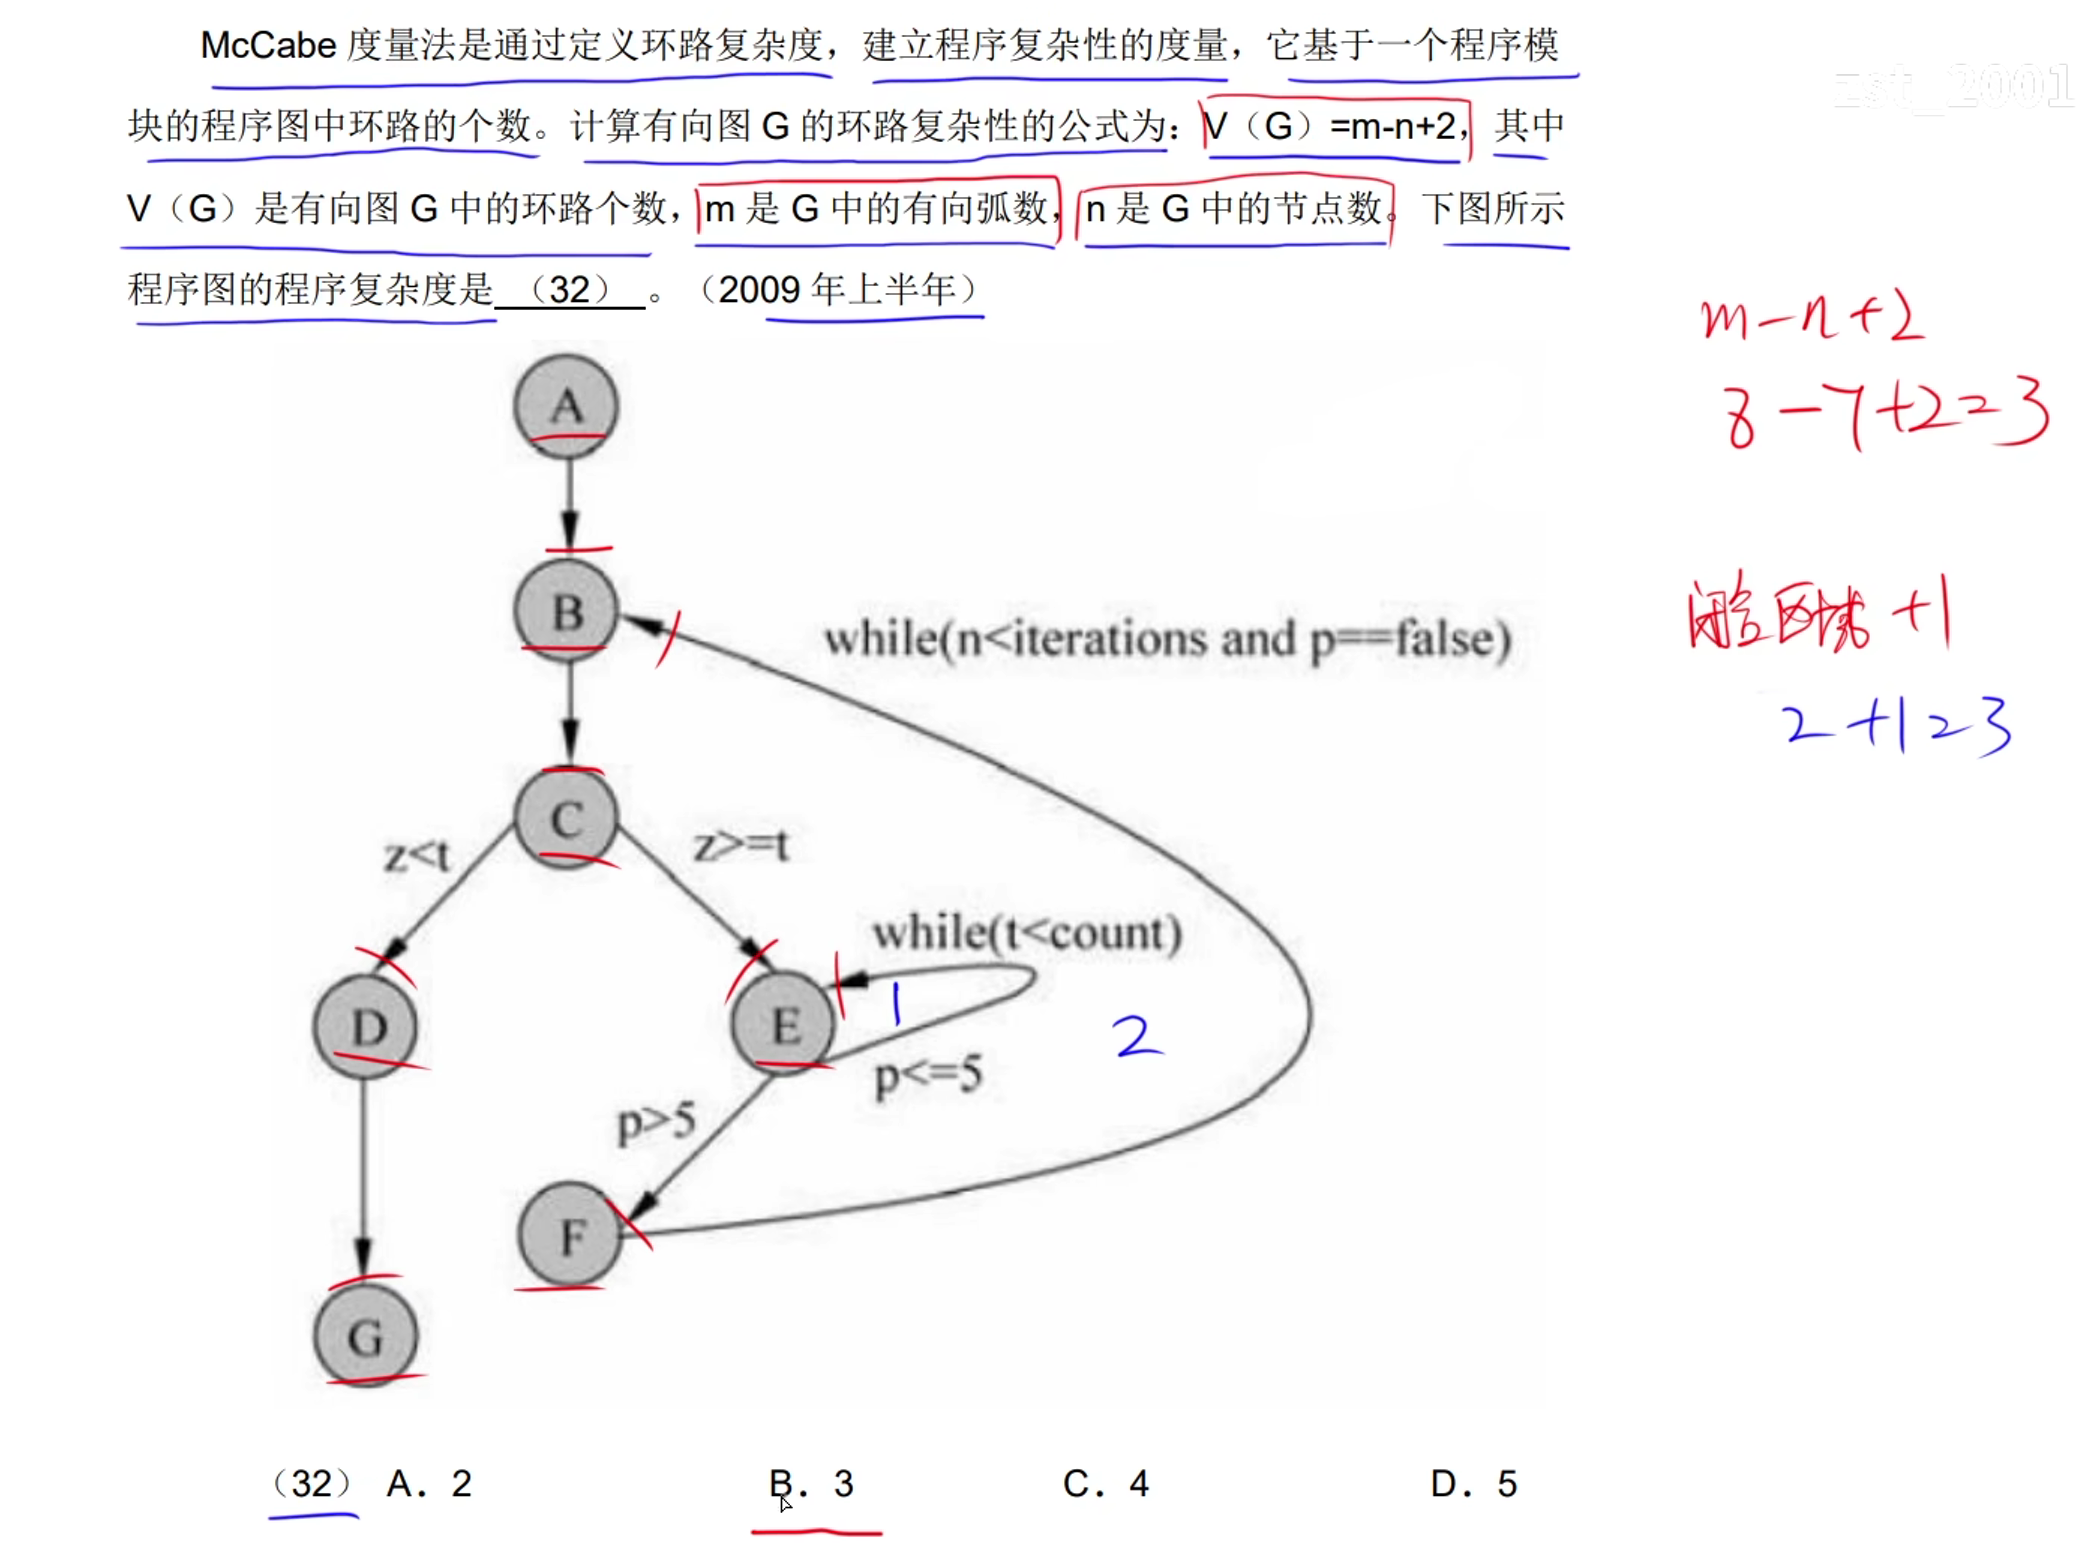 McCabe 度量法是通过定义环路复杂度，建立程序复杂性的度量，它基于一个程序模
块的程序图中环路的个数。计算有向图 G 的环路复杂性的公式为：V（G）=m-n+2，其中
V（G）是有向图 G 中的环路个数，m 是 G 中的有向弧数，n 是 G 中的节点数。下图所示
程序图的程序复杂度是 （32） 。（2009 年上半年）
zst_2001
m-n+2
8-7+2=3
闭合区域+1
2+1=3
A
B
while(n<iterations and p==false)
C
z<t
z>=t
while(t<count)
D
E
1
2
p<=5
p>5
F
G
（32） A. 2 B. 3 C. 4 D. 5